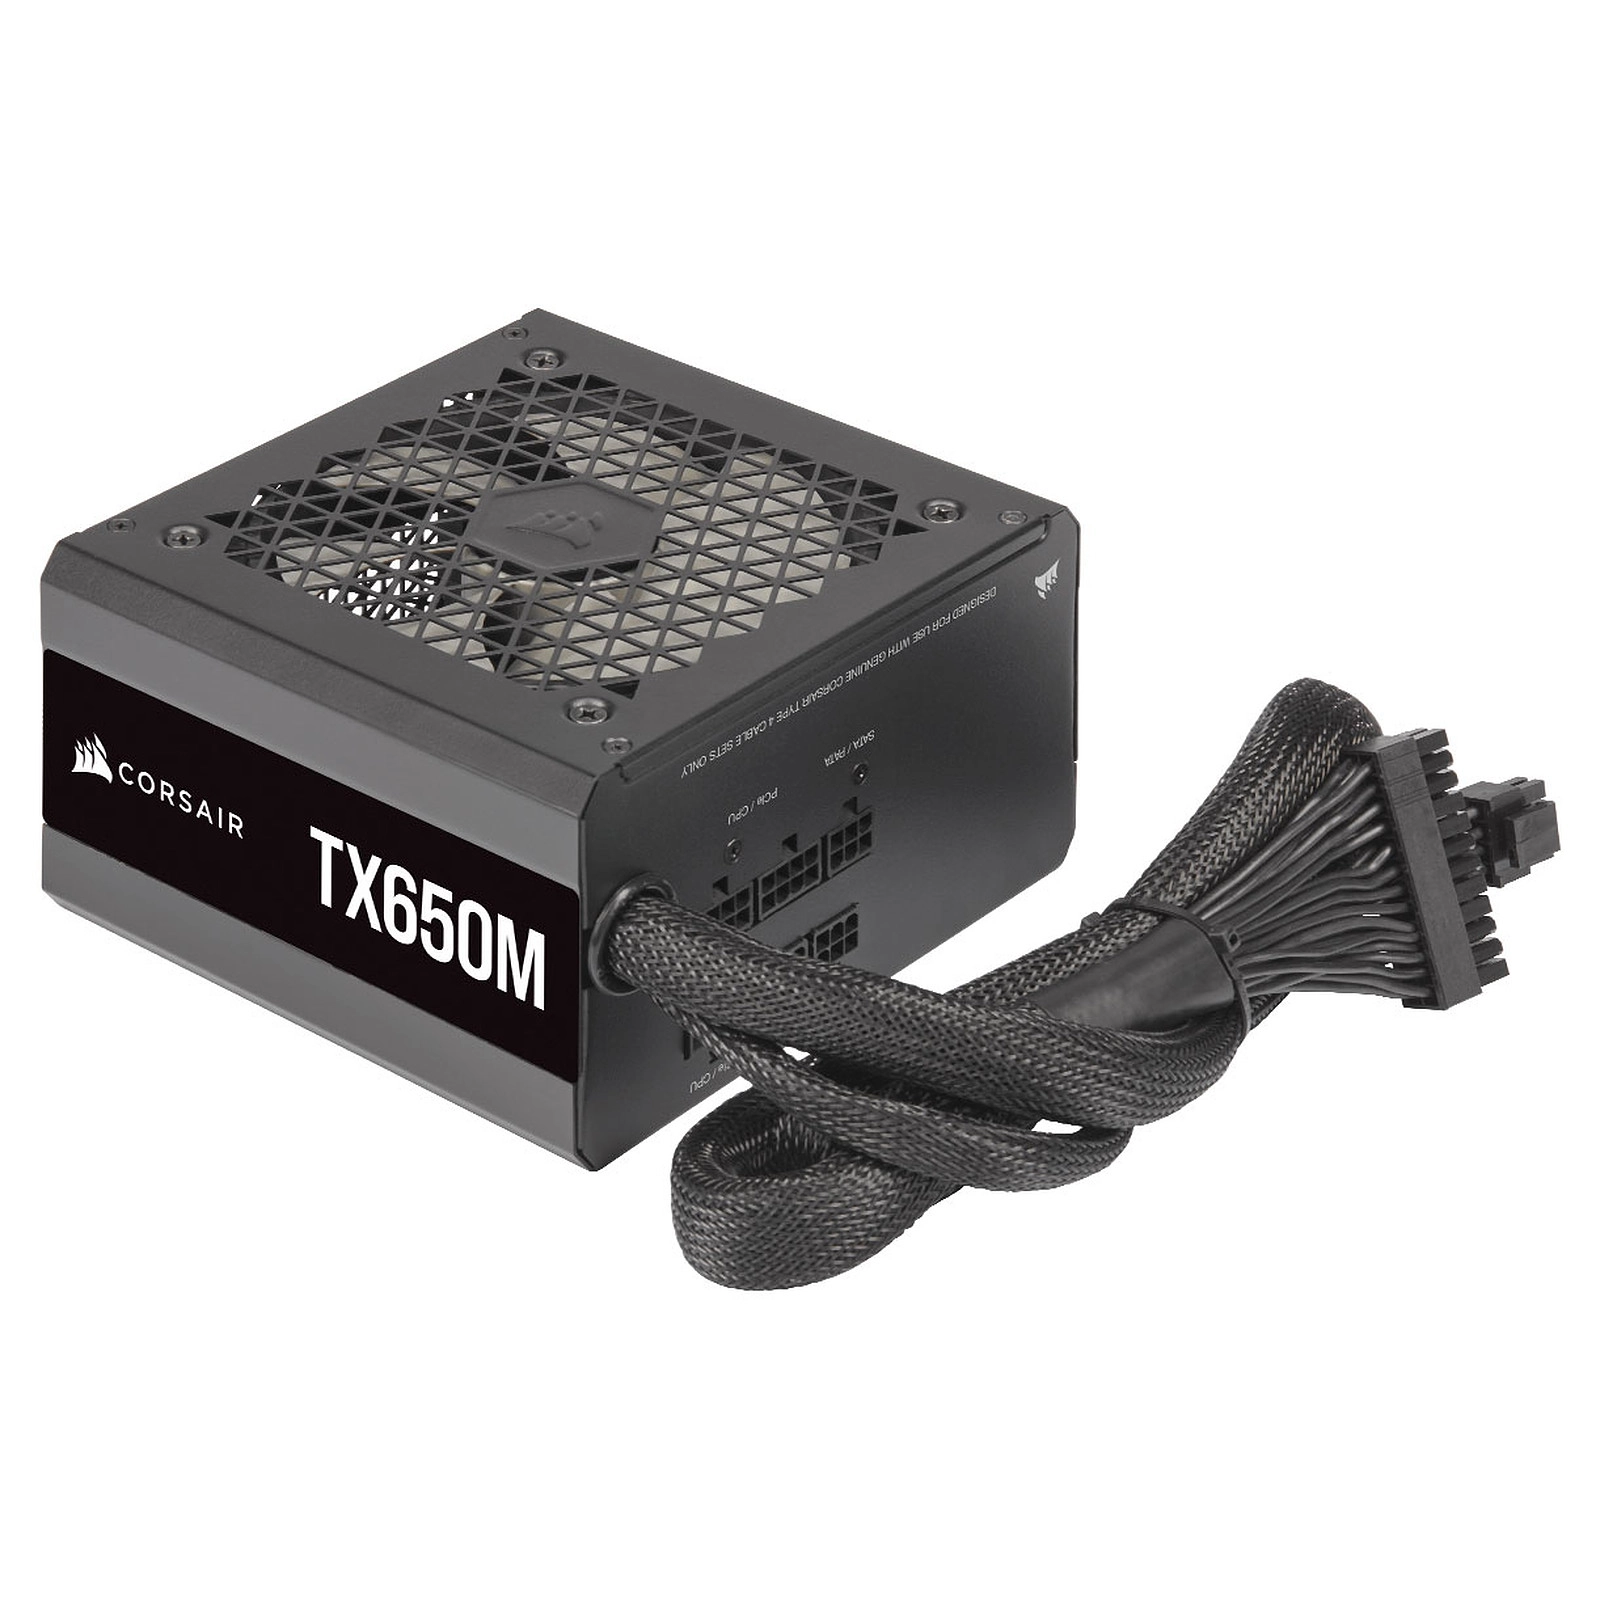 CORSAIR
TX650M
DESIGNED FOR USE WITH GENUINE CORSAIR TYPE 4 CABLE SETS ONLY
SATA / PATA
PCIe / CPU
PCIe / CPU